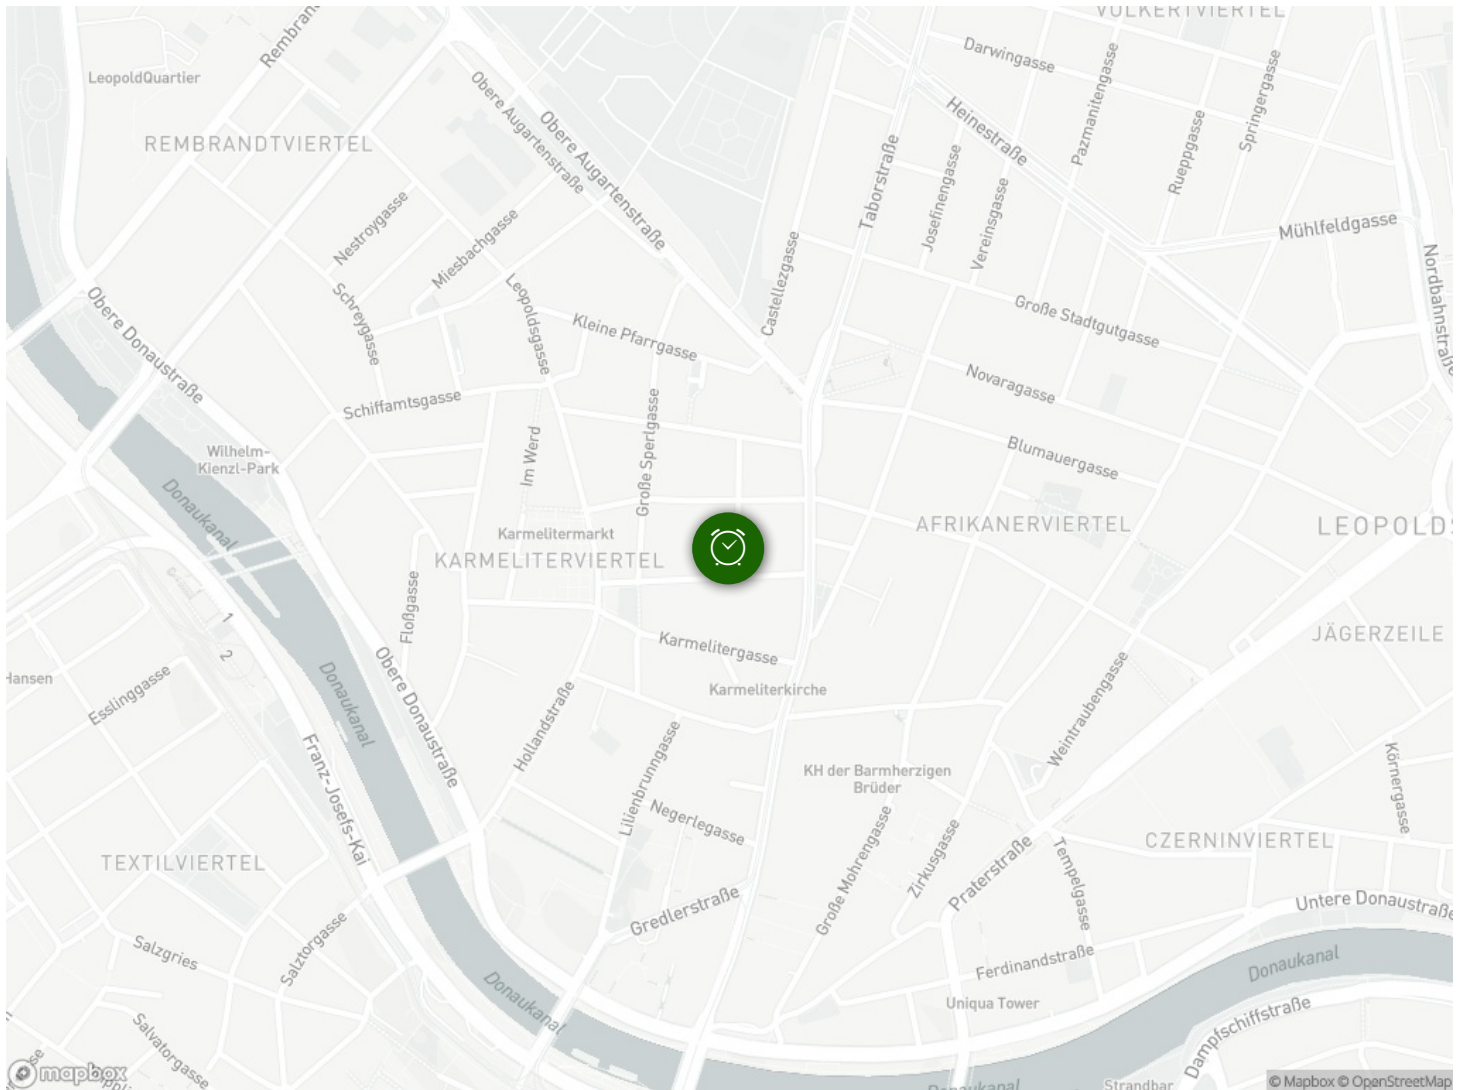 VOLKERTVIERTEL
Rembran
LeopoldQuartier
Darwingasse
Obere Augartenstraße
Obere Augartenstraße
Heinestraße
Pazmanitengasse
Springergasse
Rueppgasse
REMBRANDTVIERTEL
Taborstraße
Josefinengasse
Vereinsgasse
Nestroygasse
Miesbachgasse
Mühlfeldgasse
Nordbahnstraße
Castellezgasse
Obere Donaustraße
Schreygasse
Leopoldsgasse
Kleine Pfarrgasse
Große Stadtgutgasse
Novaragasse
Schiffamtsgasse
Große Sperlgasse
Im Werd
Blumauergasse
Wilhelm-
Kienzl-Park
Donaukanal
Karmelitermarkt
KARMELITERVIERTEL
AFRIKANERVIERTEL
LEOPOLDS
Floßgasse
1
2
JÄGERZEILE
Karmelitergasse
Karmeliterkirche
Hansen
Esslinggasse
Donaukanal
Obere Donaustraße
Hollandstraße
Weintraubengasse
Franz-Josefs-Kai
Lilienbrunngasse
Negerlegasse
KH der Barmherzigen
Brüder
Körnergasse
Große Mohrengasse
Zirkusgasse
Praterstraße
Tempelgasse
CZERNINVIERTEL
TEXTILVIERTEL
Gredlerstraße
Untere Donaustraße
Salzgries
Salztorgasse
Ferdinandstraße
Donaukanal
Donaukanal
Uniqua Tower
Dampfschiffstraße
Salvatorgasse
Donaukanal
Strandbar
mapbox
© Mapbox © OpenStreetMap